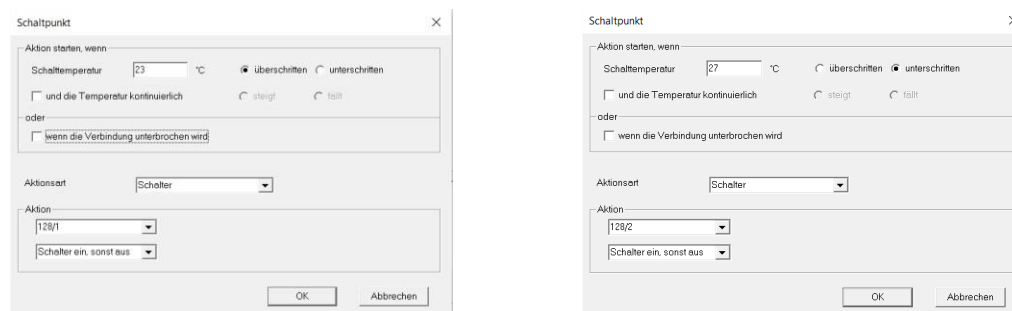 Schaltpunkt
Aktion starten, wenn
Schalttemperatur 23 °C überschritten unterschritten
und die Temperatur kontinuierlich steigt fällt
oder
wenn die Verbindung unterbrochen wird
Aktionsart Schalter
Aktion
128/1
Schalter ein, sonst aus
OK Abbrechen
Schaltpunkt
Aktion starten, wenn
Schalttemperatur 27 °C überschritten unterschritten
und die Temperatur kontinuierlich steigt fällt
oder
wenn die Verbindung unterbrochen wird
Aktionsart Schalter
Aktion
128/2
Schalter ein, sonst aus
OK Abbrechen